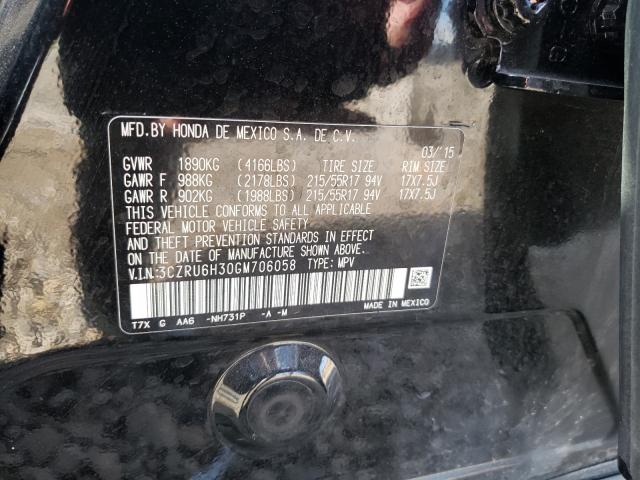 MFD.BY HONDA DE MEXICO S.A. DE C.V.
03/'15
GVWR 1890KG (4166LBS) TIRE SIZE RIM SIZE
GAWR F 988KG (2178LBS) 215/55R17 94V 17X7.5J
GAWR R 902KG (1988LBS) 215/55R17 94V 17X7.5J
THIS VEHICLE CONFORMS TO ALL APPLICABLE
FEDERAL MOTOR VEHICLE SAFETY
AND THEFT PREVENTION STANDARDS IN EFFECT
ON THE DATE OF MANUFACTURE SHOWN ABOVE.
V.I.N:3CZRU6H30GM706058 TYPE: MPV
MADE IN MEXICO
T7X G AA6 -NH731P -A -M